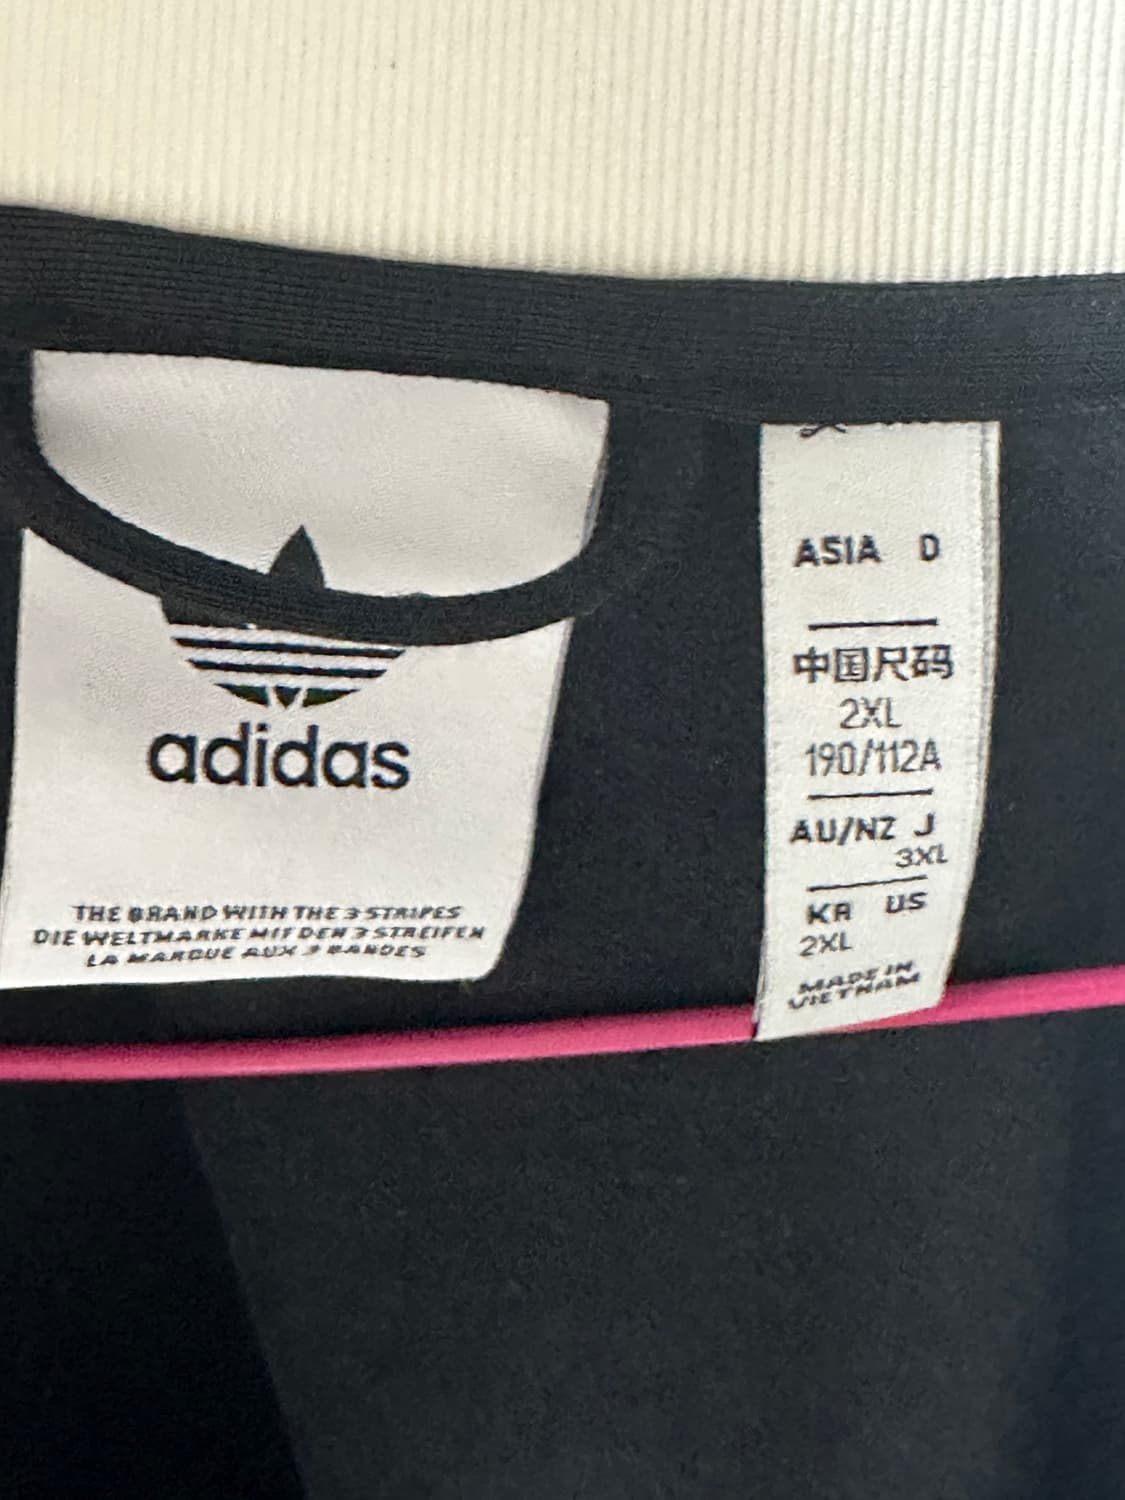 adidas
THE BRAND WITH THE 3 STRIPES
DIE WELTMARKE MIT DEN 3 STREIFEN
LA MARQUE AUX 3 BANDES
ASIA D
中国尺码
2XL
190/112A
AU/NZ J
3XL
KR US
2XL
MADE IN
VIETNAM